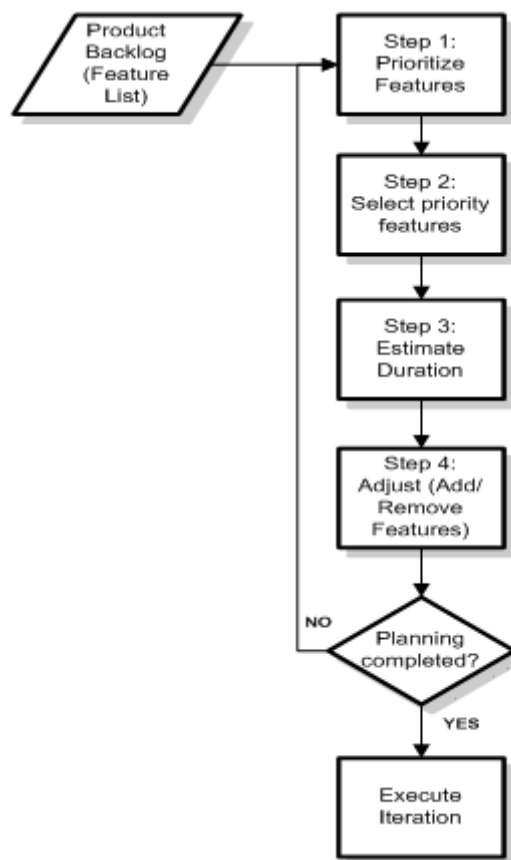 Product
Backlog
(Feature
List)
Step 1:
Prioritize
Features
Step 2:
Select priority
features
Step 3:
Estimate
Duration
Step 4:
Adjust (Add/
Remove
Features)
NO
Planning
completed?
YES
Execute
Iteration